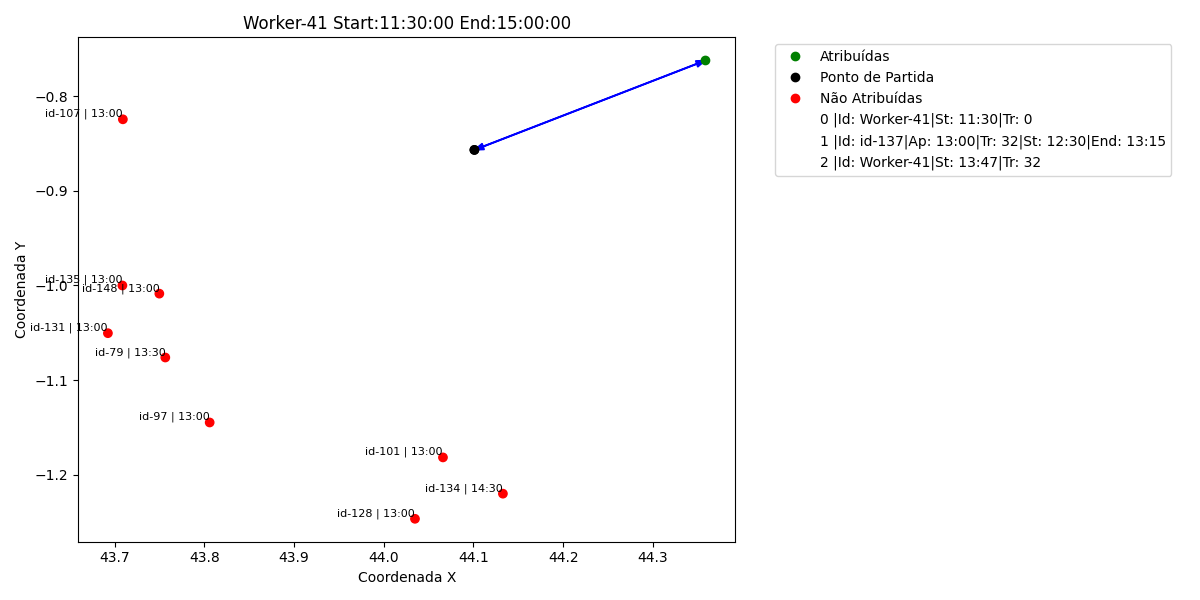 Worker-41 Start:11:30:00 End:15:00:00
Atribuídas
Ponto de Partida
Não Atribuídas
0 |Id: Worker-41|St: 11:30|Tr: 0
1 |Id: id-137|Ap: 13:00|Tr: 32|St: 12:30|End: 13:15
2 |Id: Worker-41|St: 13:47|Tr: 32
Coordenada Y
−0.8
−0.9
−1.0
−1.1
−1.2
id-107 | 13:00
id-135 | 13:00
id-148 | 13:00
id-131 | 13:00
id-79 | 13:30
id-97 | 13:00
id-101 | 13:00
id-134 | 14:30
id-128 | 13:00
43.7 43.8 43.9 44.0 44.1 44.2 44.3
Coordenada X